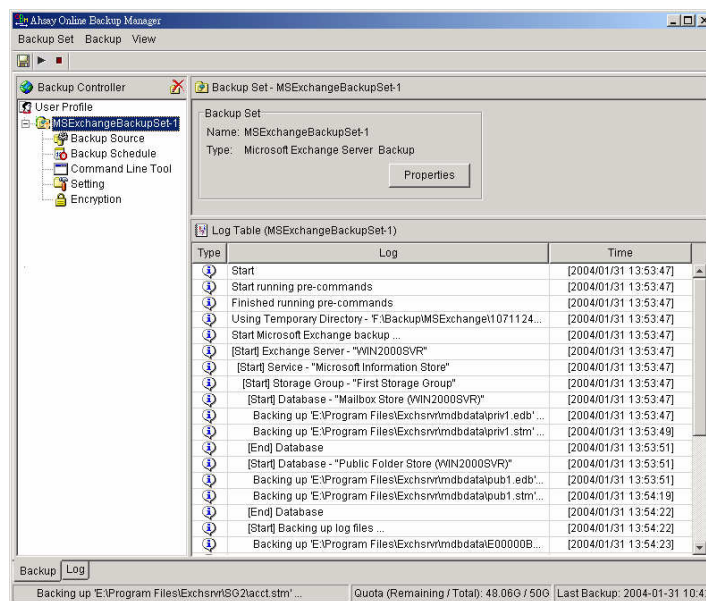 Ahsay Online Backup Manager
Backup Set Backup View
Backup Controller
User Profile
MSExchangeBackupSet-1
Backup Source
Backup Schedule
Command Line Tool
Setting
Encryption
Backup Set - MSExchangeBackupSet-1
Backup Set
Name: MSExchangeBackupSet-1
Type: Microsoft Exchange Server Backup
Properties
Log Table (MSExchangeBackupSet-1)
Type Log Time
Start [2004/01/31 13:53:47]
Start running pre-commands [2004/01/31 13:53:47]
Finished running pre-commands [2004/01/31 13:53:47]
Using Temporary Directory - 'F:\Backup\MSExchange\1071124... [2004/01/31 13:53:47]
Start Microsoft Exchange backup ... [2004/01/31 13:53:47]
[Start] Exchange Server - "WIN2000SVR" [2004/01/31 13:53:47]
[Start] Service - "Microsoft Information Store" [2004/01/31 13:53:47]
[Start] Storage Group - "First Storage Group" [2004/01/31 13:53:47]
[Start] Database - "Mailbox Store (WIN2000SVR)" [2004/01/31 13:53:47]
Backing up 'E:\Program Files\Exchsrvr\mdbdata\priv1.edb' ... [2004/01/31 13:53:47]
Backing up 'E:\Program Files\Exchsrvr\mdbdata\priv1.stm' ... [2004/01/31 13:53:49]
[End] Database [2004/01/31 13:53:51]
[Start] Database - "Public Folder Store (WIN2000SVR)" [2004/01/31 13:53:51]
Backing up 'E:\Program Files\Exchsrvr\mdbdata\pub1.edb' ... [2004/01/31 13:53:51]
Backing up 'E:\Program Files\Exchsrvr\mdbdata\pub1.stm' ... [2004/01/31 13:54:19]
[End] Database [2004/01/31 13:54:22]
[Start] Backing up log files ... [2004/01/31 13:54:22]
Backing up 'E:\Program Files\Exchsrvr\mdbdata\E00000B... [2004/01/31 13:54:23]
Backup Log
Backing up 'E:\Program Files\Exchsrvr\SG2\acct.stm' ... Quota (Remaining / Total): 48.06G / 50G Last Backup: 2004-01-31 10:4